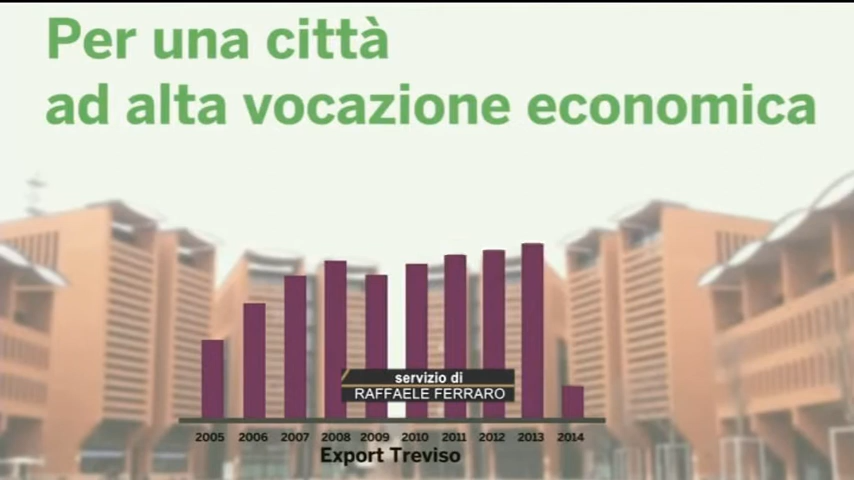 Per una città
ad alta vocazione economica
servizio di
RAFFAELE FERRARO
2005 2006 2007 2008 2009 2010 2011 2012 2013 2014
Export Treviso